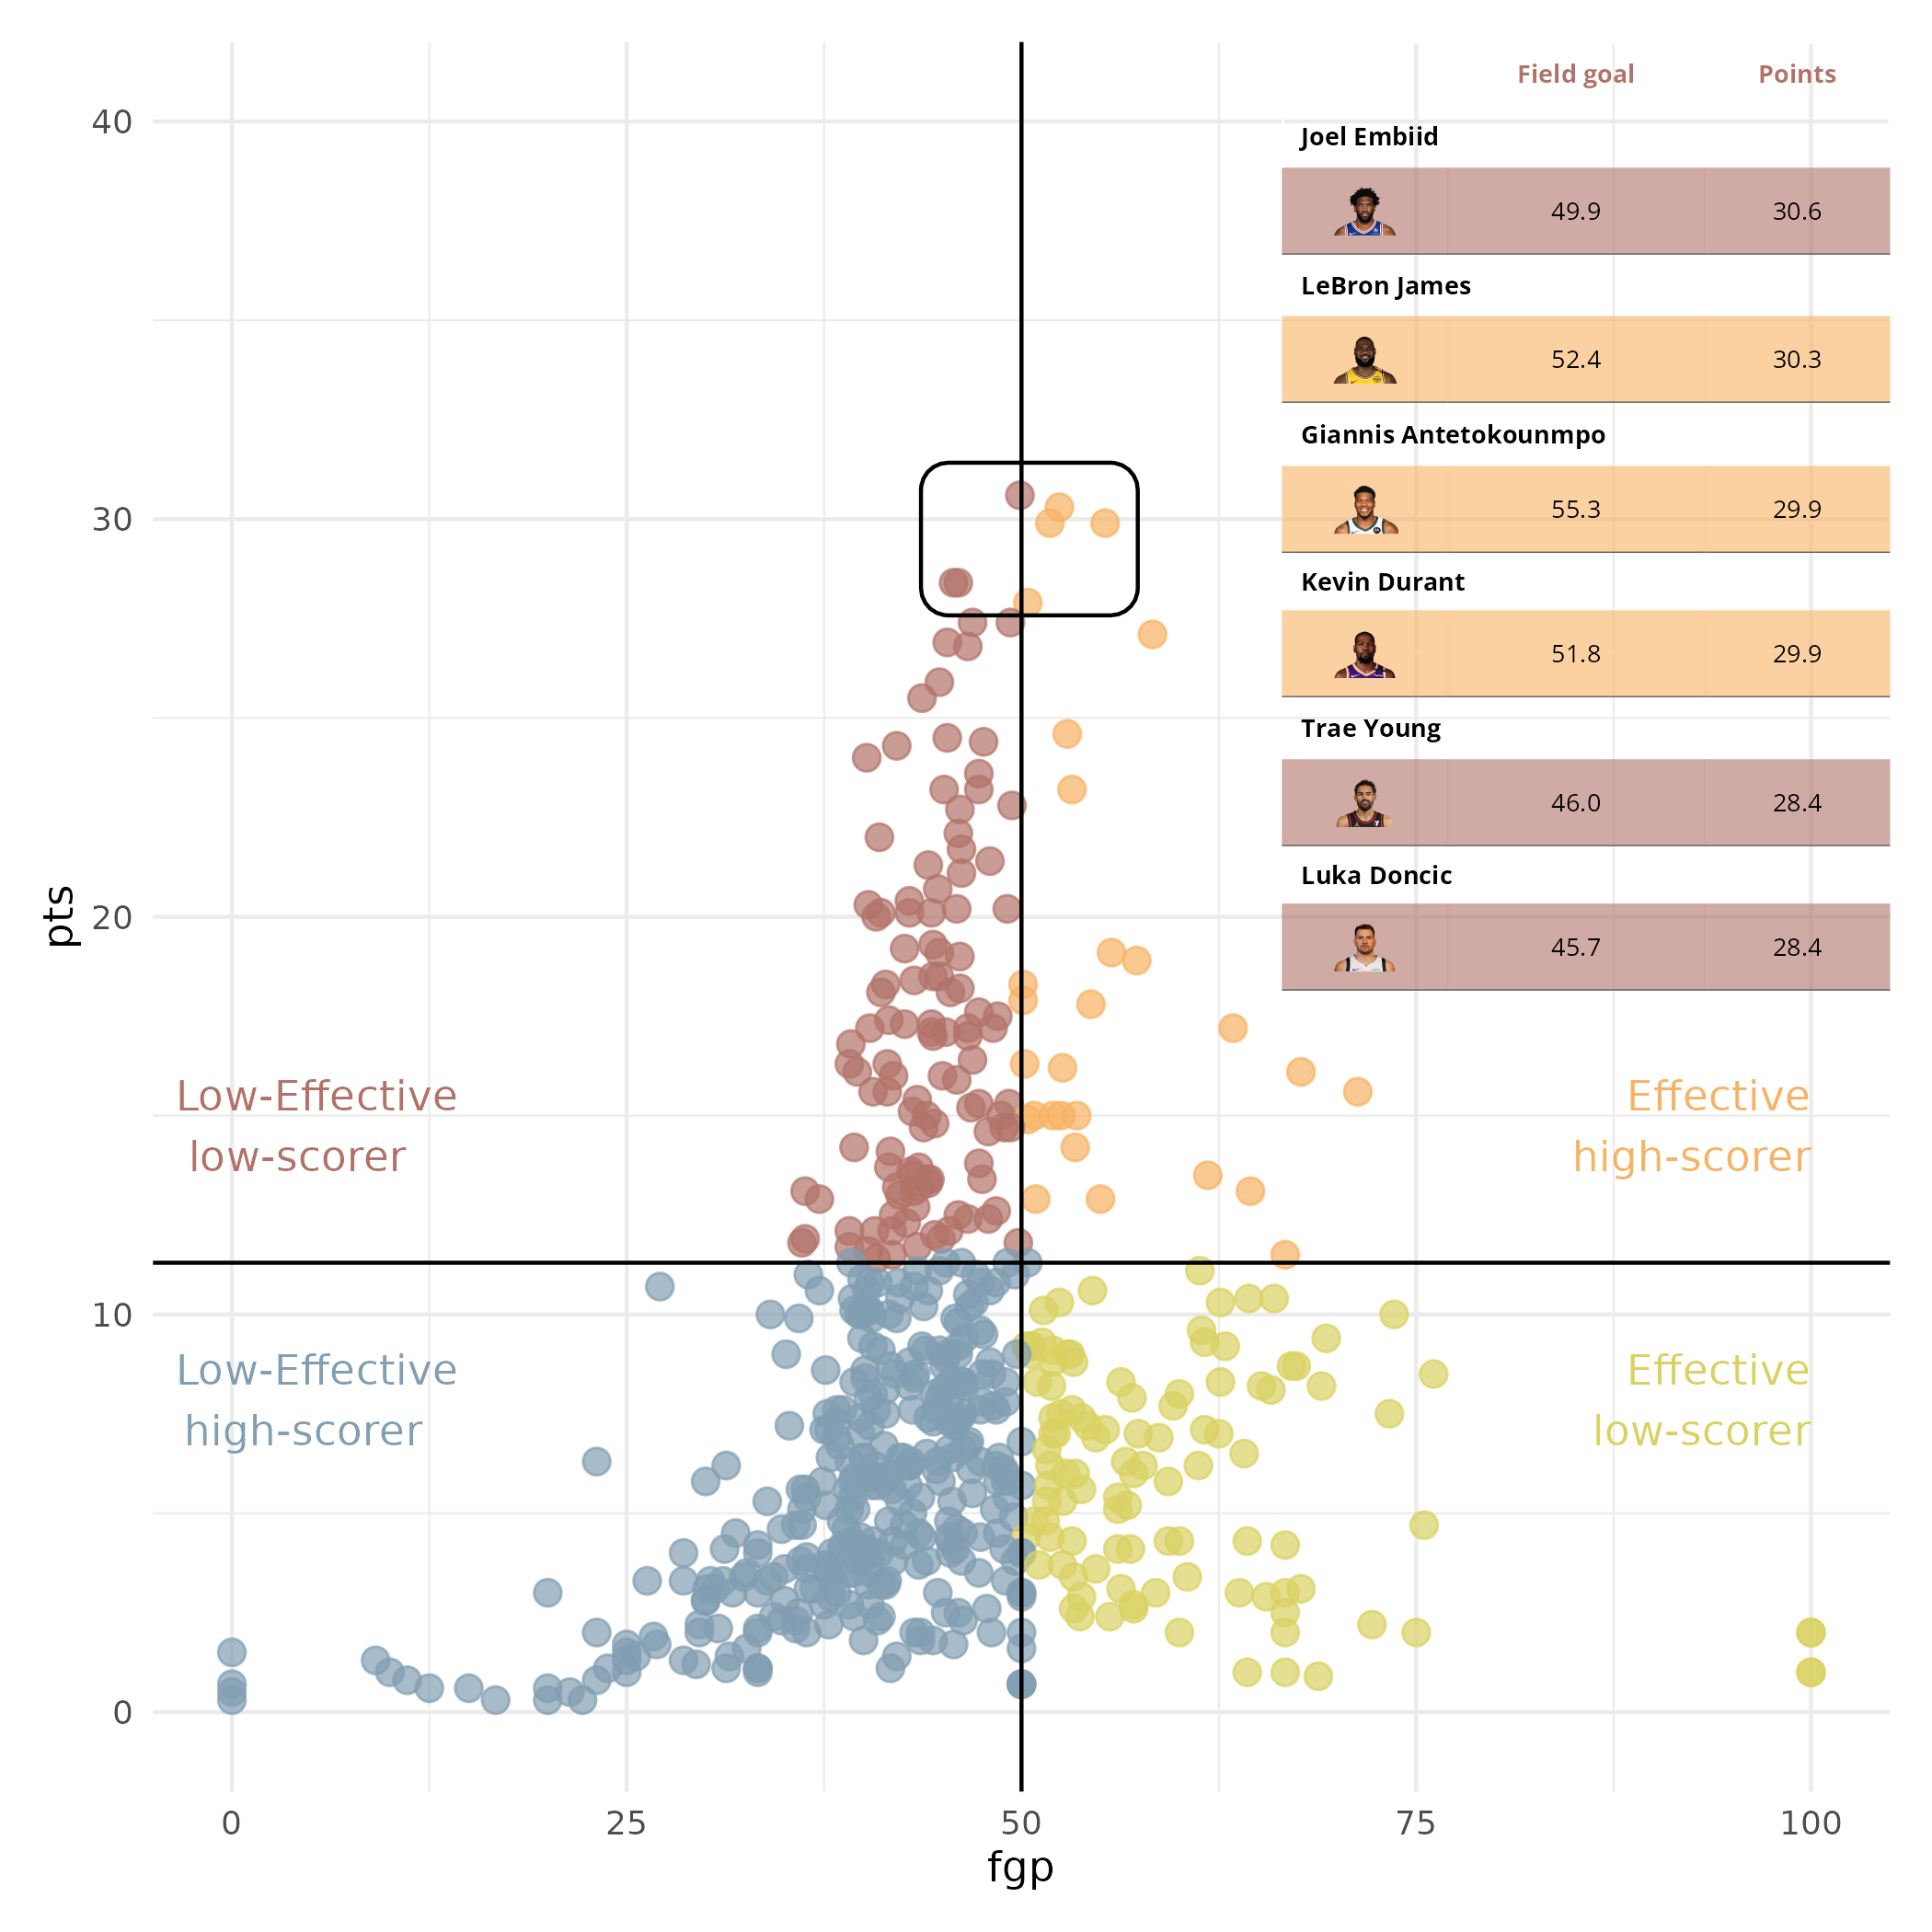 Field goal Points
Joel Embiid
49.9 30.6
LeBron James
52.4 30.3
Giannis Antetokounmpo
55.3 29.9
Kevin Durant
51.8 29.9
Trae Young
46.0 28.4
Luka Doncic
45.7 28.4
40
30
20
10
0
pts
Low-Effective
low-scorer
Effective
high-scorer
Low-Effective
high-scorer
Effective
low-scorer
0 25 50 75 100
fgp